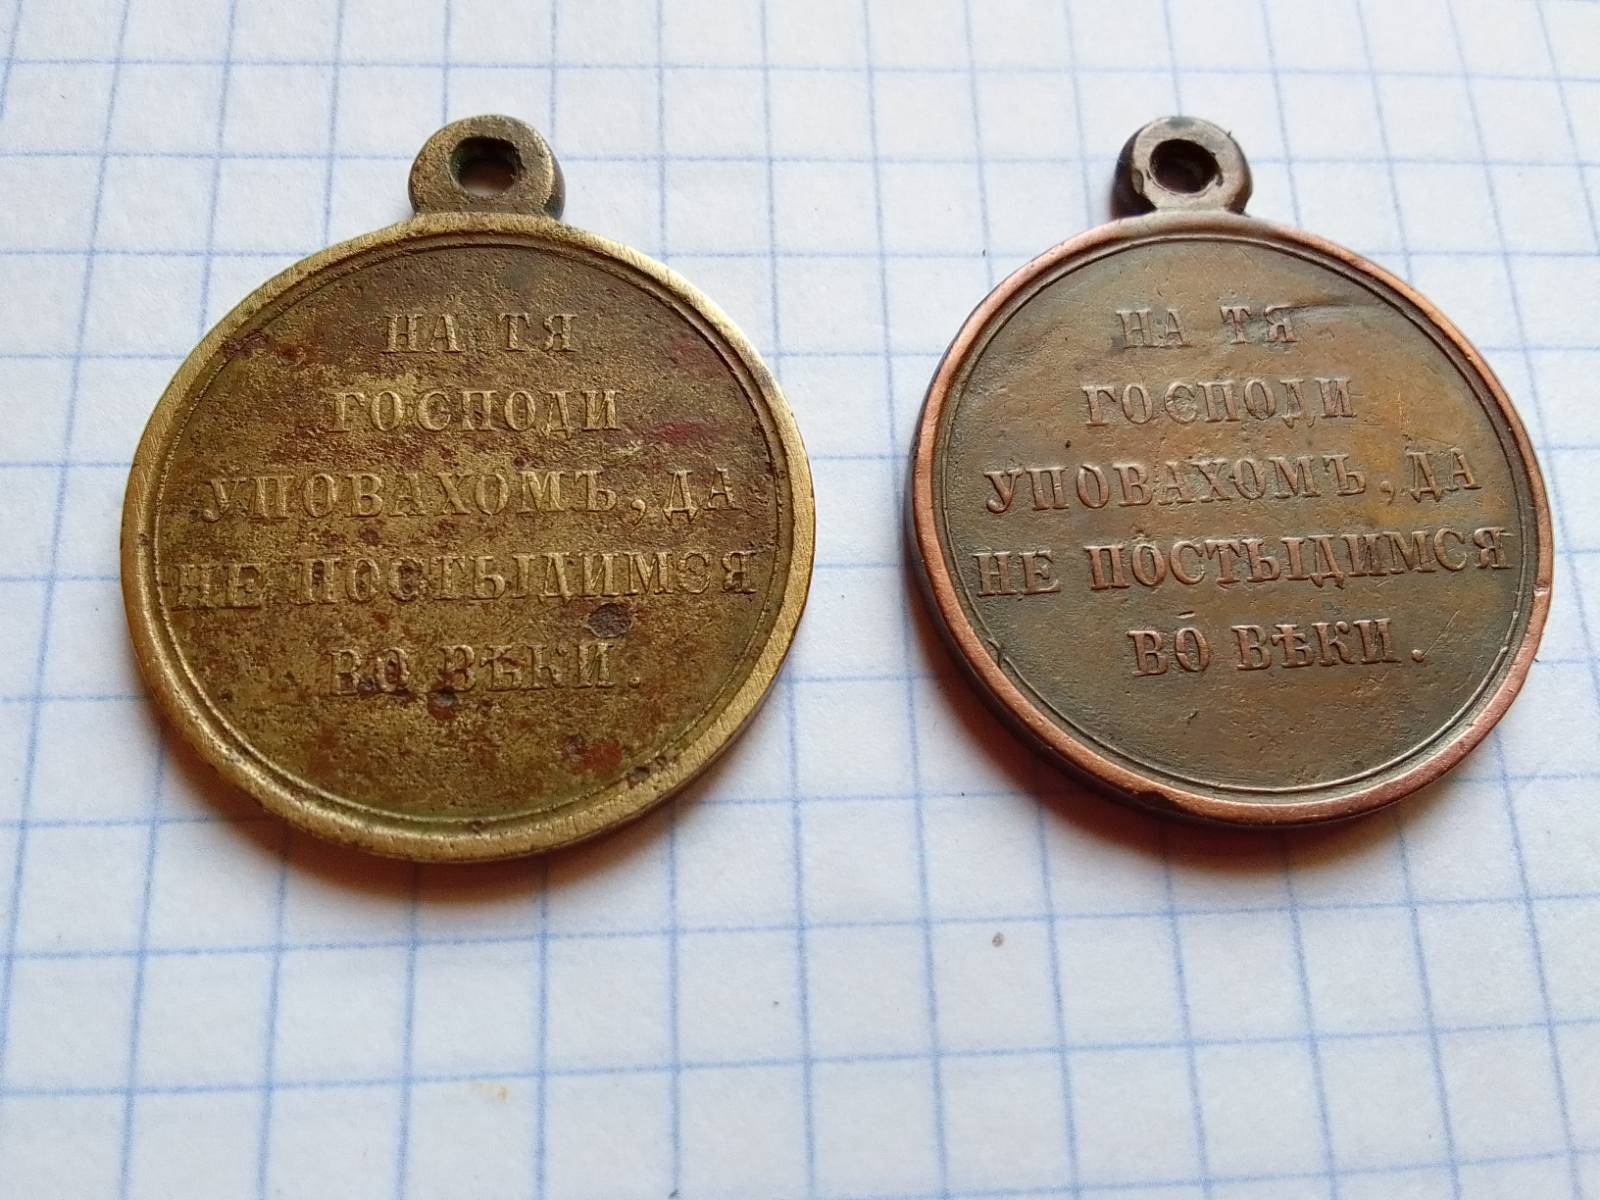 НА ТЯ
ГОСПОДИ
УПОВАХОМЪ, ДА
НЕ ПОСТЫДИМСЯ
ВО ВѢКИ.
НА ТЯ
ГОСПОДИ
УПОВАХОМЪ, ДА
НЕ ПОСТЫДИМСЯ
ВО ВѢКИ.